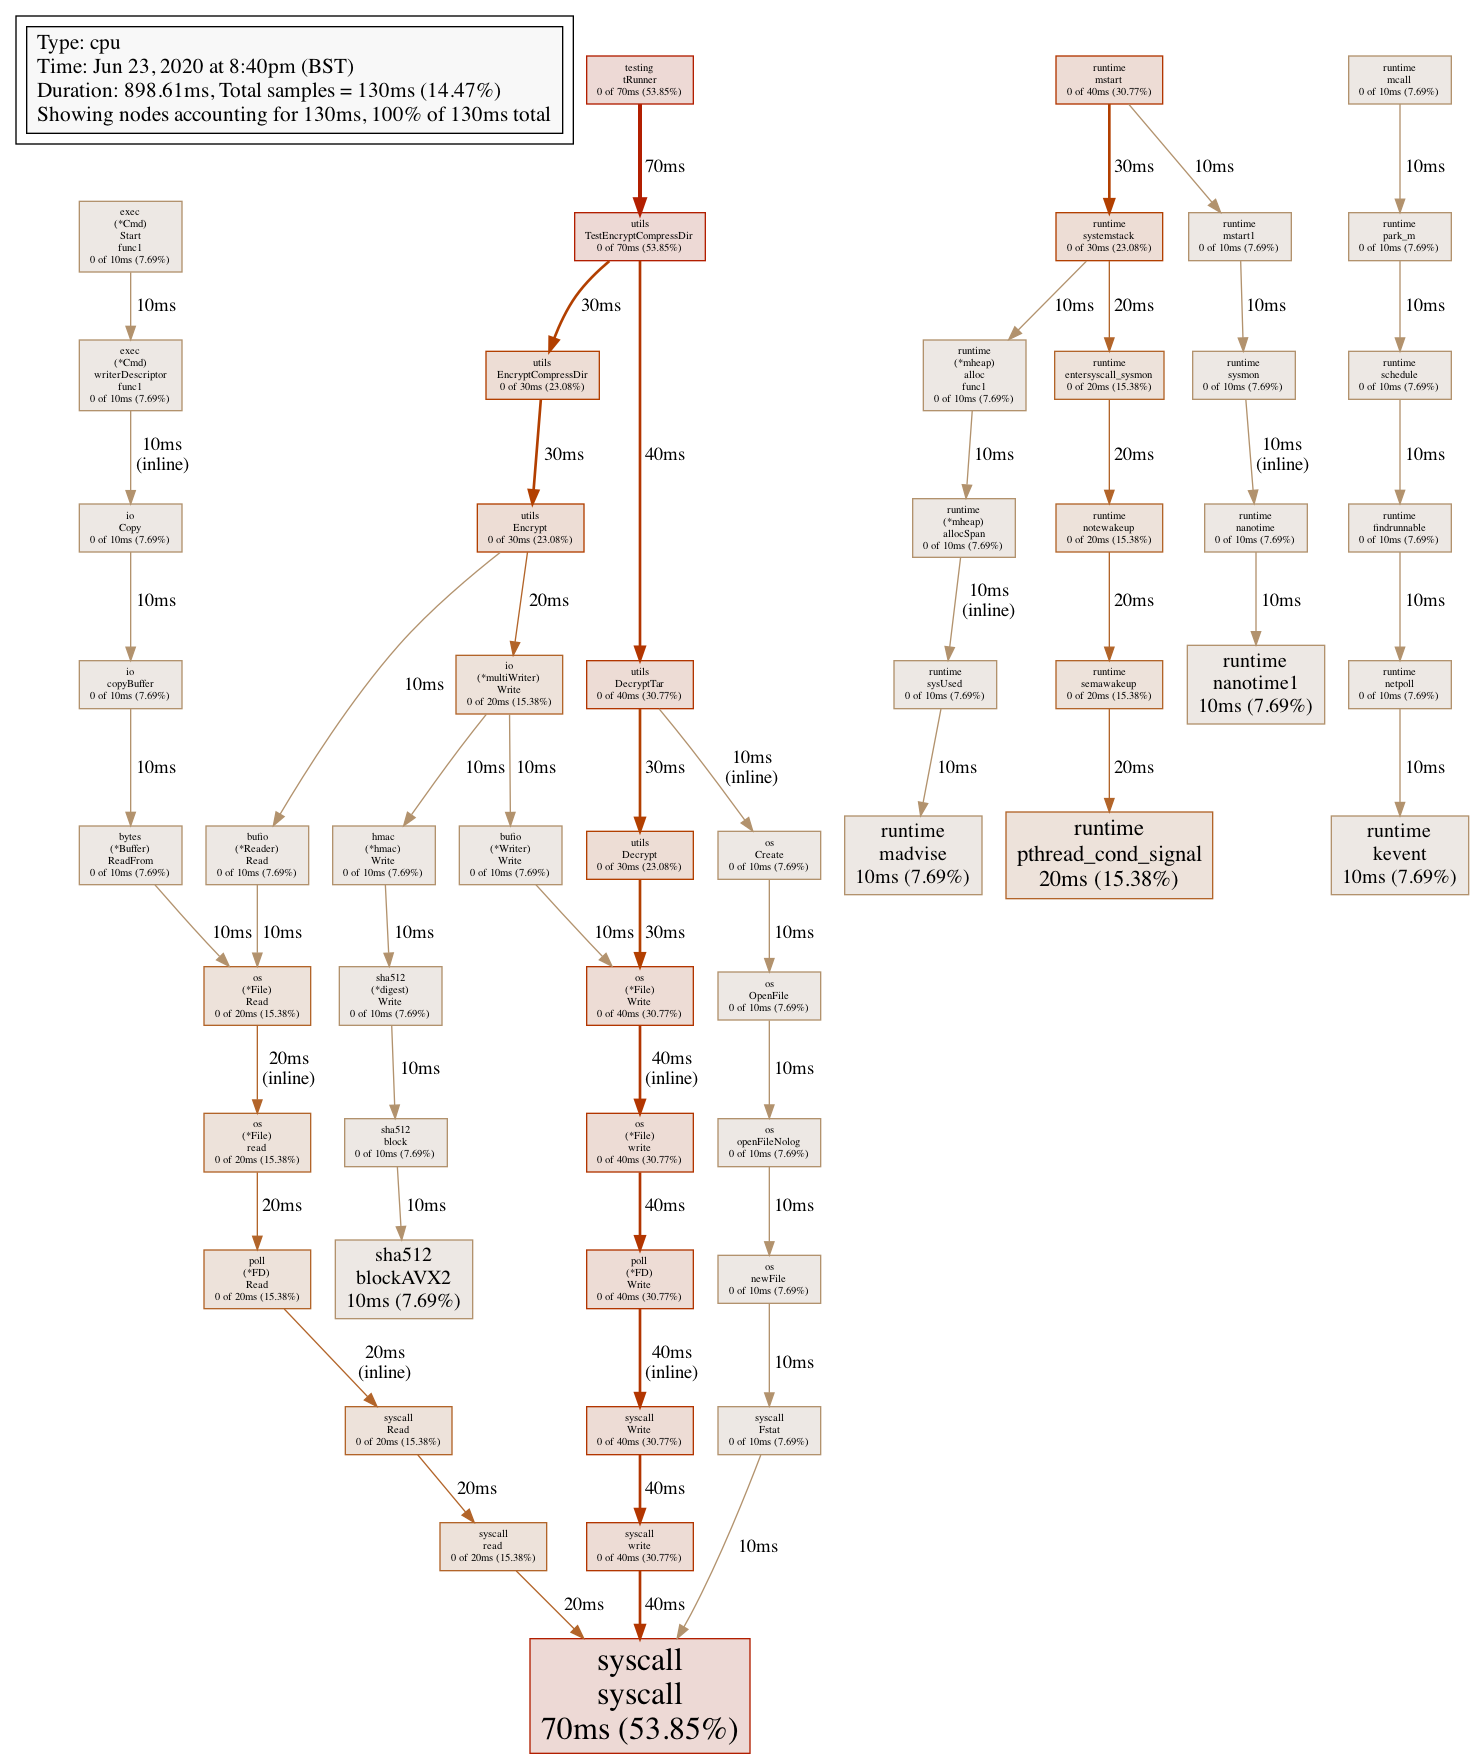 Type: cpu
Time: Jun 23, 2020 at 8:40pm (BST)
Duration: 898.61ms, Total samples = 130ms (14.47%)
Showing nodes accounting for 130ms, 100% of 130ms total
testing
tRunner
0 of 70ms (53.85%)
runtime
mstart
0 of 40ms (30.77%)
runtime
mcall
0 of 10ms (7.69%)
70ms
30ms
10ms
10ms
exec
(*Cmd)
Start
func1
0 of 10ms (7.69%)
utils
TestEncryptCompressDir
0 of 70ms (53.85%)
runtime
systemstack
0 of 30ms (23.08%)
runtime
mstart1
0 of 10ms (7.69%)
runtime
park_m
0 of 10ms (7.69%)
10ms
30ms
10ms
20ms
10ms
10ms
exec
(*Cmd)
writerDescriptor
func1
0 of 10ms (7.69%)
utils
EncryptCompressDir
0 of 30ms (23.08%)
runtime
(*mheap)
alloc
func1
0 of 10ms (7.69%)
runtime
entersyscall_sysmon
0 of 20ms (15.38%)
runtime
sysmon
0 of 10ms (7.69%)
runtime
schedule
0 of 10ms (7.69%)
10ms
(inline)
30ms
40ms
10ms
20ms
10ms
(inline)
10ms
io
Copy
0 of 10ms (7.69%)
utils
Encrypt
0 of 30ms (23.08%)
runtime
(*mheap)
allocSpan
0 of 10ms (7.69%)
runtime
notewakeup
0 of 20ms (15.38%)
runtime
nanotime
0 of 10ms (7.69%)
runtime
findrunnable
0 of 10ms (7.69%)
10ms
20ms
10ms
(inline)
20ms
10ms
10ms
io
copyBuffer
0 of 10ms (7.69%)
10ms
io
(*multiWriter)
Write
0 of 20ms (15.38%)
utils
DecryptTar
0 of 40ms (30.77%)
runtime
sysUsed
0 of 10ms (7.69%)
runtime
semawakeup
0 of 20ms (15.38%)
runtime
nanotime1
10ms (7.69%)
runtime
netpoll
0 of 10ms (7.69%)
10ms
10ms
10ms
30ms
10ms
(inline)
10ms
20ms
10ms
bytes
(*Buffer)
ReadFrom
0 of 10ms (7.69%)
bufio
(*Reader)
Read
0 of 10ms (7.69%)
hmac
(*hmac)
Write
0 of 10ms (7.69%)
bufio
(*Writer)
Write
0 of 10ms (7.69%)
utils
Decrypt
0 of 30ms (23.08%)
os
Create
0 of 10ms (7.69%)
runtime
madvise
10ms (7.69%)
runtime
pthread_cond_signal
20ms (15.38%)
runtime
kevent
10ms (7.69%)
10ms
10ms
10ms
10ms
30ms
10ms
os
(*File)
Read
0 of 20ms (15.38%)
sha512
(*digest)
Write
0 of 10ms (7.69%)
os
(*File)
Write
0 of 40ms (30.77%)
os
OpenFile
0 of 10ms (7.69%)
20ms
(inline)
10ms
40ms
(inline)
10ms
os
(*File)
read
0 of 20ms (15.38%)
sha512
block
0 of 10ms (7.69%)
os
(*File)
write
0 of 40ms (30.77%)
os
openFileNolog
0 of 10ms (7.69%)
20ms
10ms
40ms
10ms
poll
(*FD)
Read
0 of 20ms (15.38%)
sha512
blockAVX2
10ms (7.69%)
poll
(*FD)
Write
0 of 40ms (30.77%)
os
newFile
0 of 10ms (7.69%)
20ms
(inline)
40ms
(inline)
10ms
syscall
Read
0 of 20ms (15.38%)
syscall
Write
0 of 40ms (30.77%)
syscall
Fstat
0 of 10ms (7.69%)
20ms
40ms
10ms
syscall
read
0 of 20ms (15.38%)
syscall
write
0 of 40ms (30.77%)
20ms
40ms
syscall
syscall
70ms (53.85%)